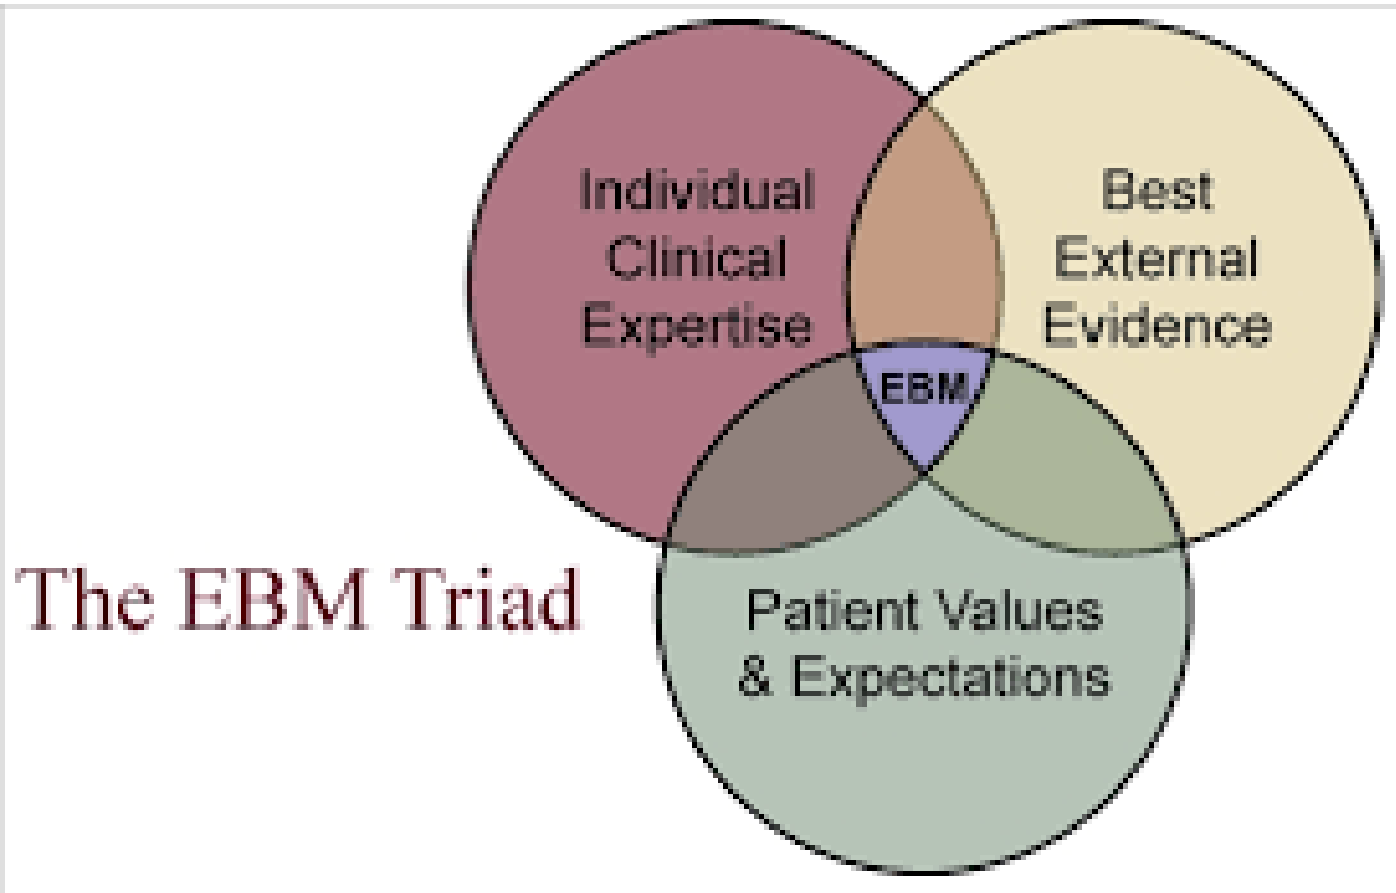 Individual
Clinical
Expertise
Best
External
Evidence
EBM
The EBM Triad
Patient Values
& Expectations